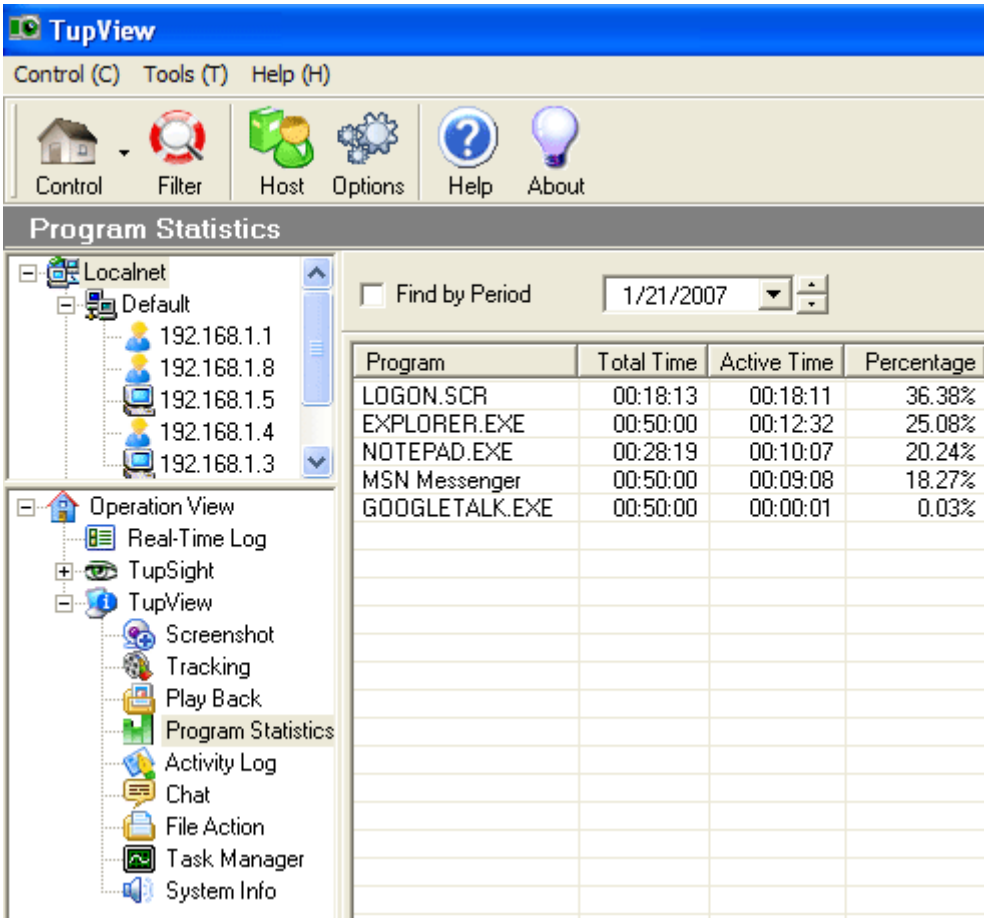 TupView
Control (C) Tools (T) Help (H)
Control Filter Host Options Help About
Program Statistics
Localnet
Default
192.168.1.1
192.168.1.8
192.168.1.5
192.168.1.4
192.168.1.3
Operation View
Real-Time Log
TupSight
TupView
Screenshot
Tracking
Play Back
Program Statistics
Activity Log
Chat
File Action
Task Manager
System Info
Find by Period 1/21/2007
Program Total Time Active Time Percentage
LOGON.SCR 00:18:13 00:18:11 36.38%
EXPLORER.EXE 00:50:00 00:12:32 25.08%
NOTEPAD.EXE 00:28:19 00:10:07 20.24%
MSN Messenger 00:50:00 00:09:08 18.27%
GOOGLETALK.EXE 00:50:00 00:00:01 0.03%